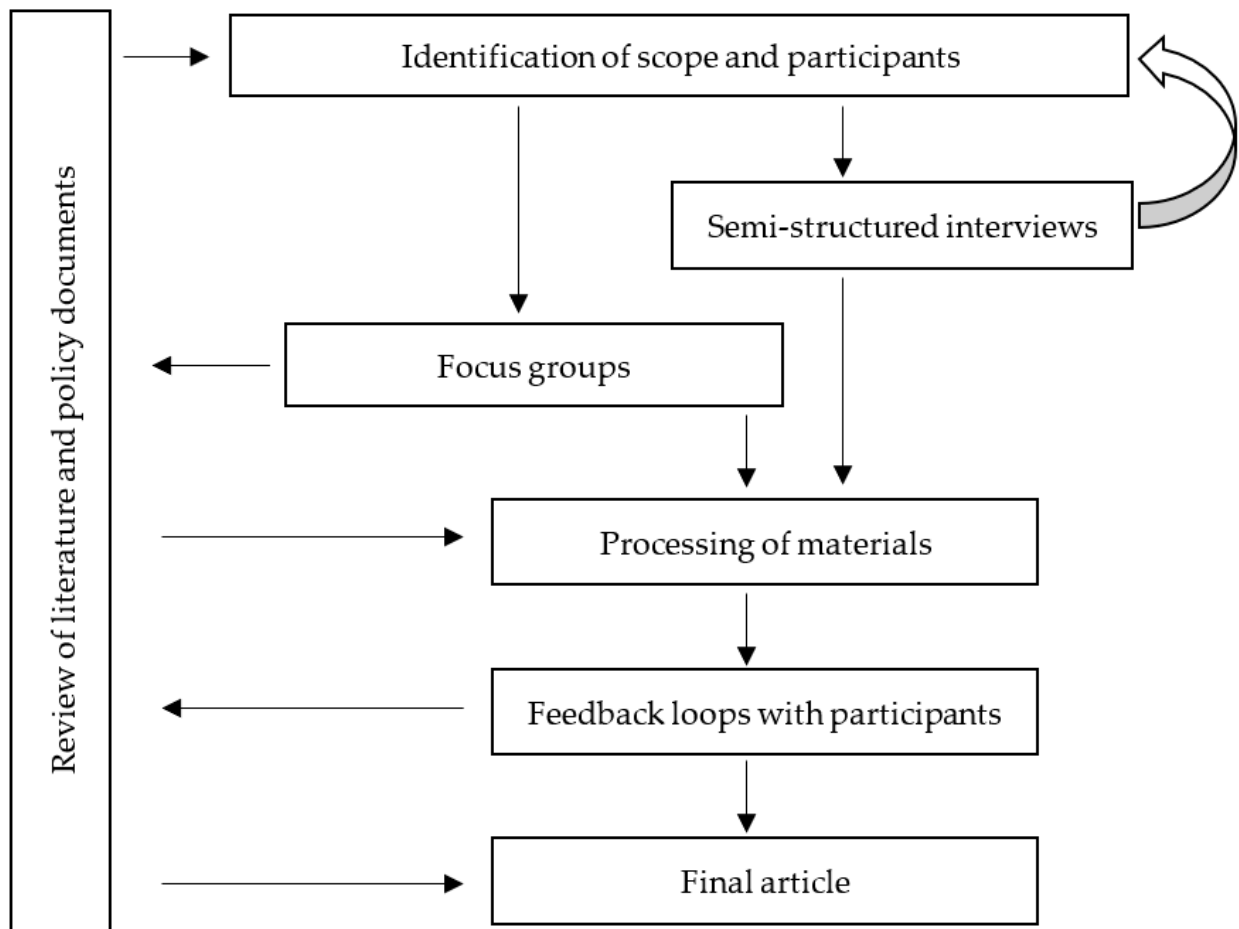 Review of literature and policy documents
Identification of scope and participants
Semi-structured interviews
Focus groups
Processing of materials
Feedback loops with participants
Final article